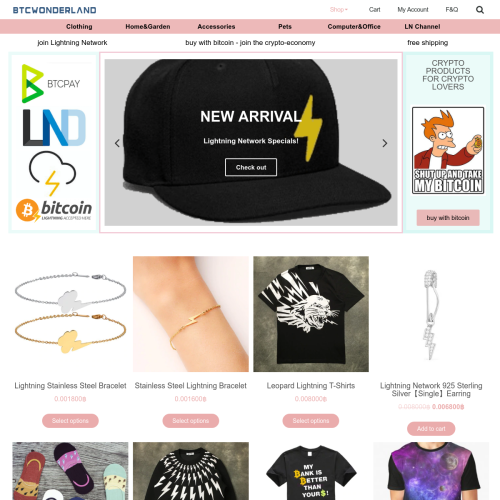 BTCWONDERLAND
Shop
Cart
My Account
F&Q
Clothing
Home&Garden
Accessories
Pets
Computer&Office
LN Channel
join Lightning Network
buy with bitcoin - join the crypto-economy
free shipping
BTCPAY
LND
bitcoin
LIGHTNING ACCEPTED HERE
NEW ARRIVAL
Lightning Network Specials!
Check out
CRYPTO
PRODUCTS
FOR CRYPTO
LOVERS
SHUT UP AND TAKE
MY BITCOIN
buy with bitcoin
Lightning Stainless Steel Bracelet
0.001800฿
Select options
Stainless Steel Lightning Bracelet
0.001600฿
Select options
Leopard Lightning T-Shirts
0.008000฿
Select options
Lightning Network 925 Sterling
Silver【Single】Earring
0.006800฿
Add to cart
MY
BANK IS
BETTER
THAN
YOUR$!